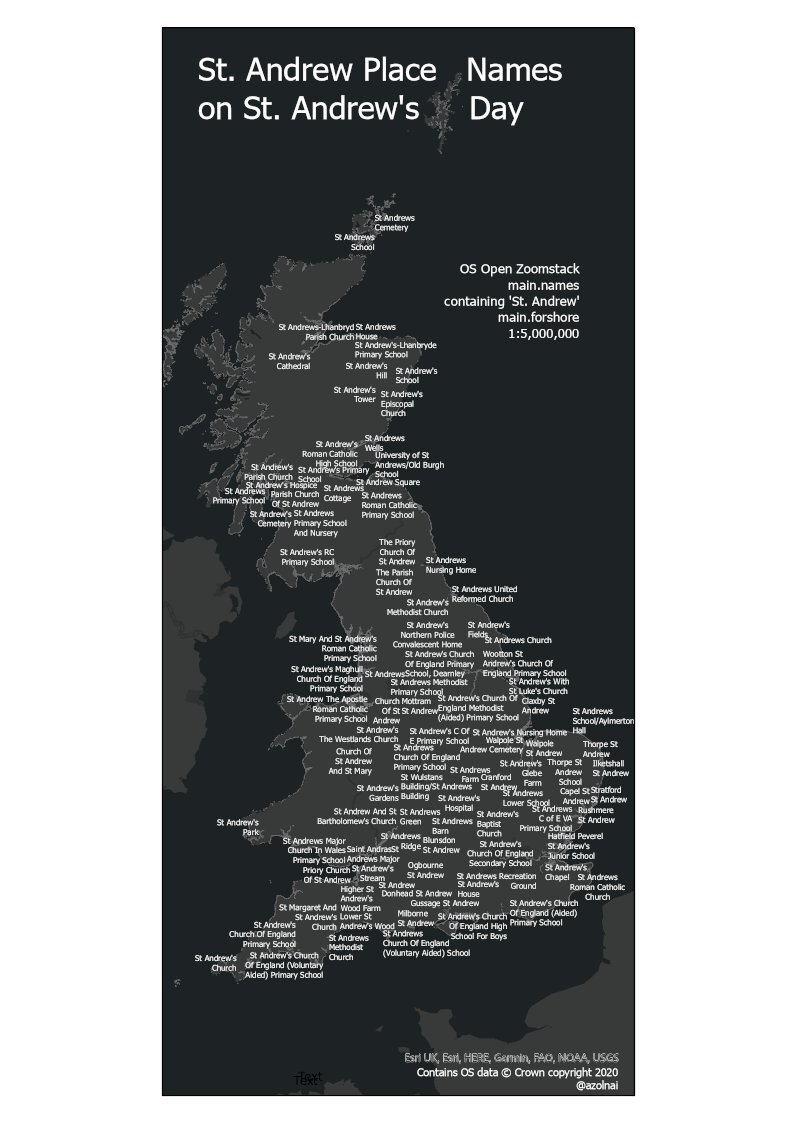 St. Andrew Place Names
on St. Andrew's Day
St Andrews
Cemetery
St Andrews
School
OS Open Zoomstack
main.names
containing 'St. Andrew'
main.forshore
1:5,000,000
St Andrews-Lhanbryd
Parish Church
St Andrews
House
St Andrew's-Lhanbryde
Primary School
St Andrew's
Cathedral
St Andrew's
Hill
St Andrew's
School
St Andrew's
Tower
St Andrew's
Episcopal
Church
St Andrews
Wells
St Andrew's
Roman Catholic
High School
University of St
Andrews/Old Burgh
School
St Andrew's
Parish Church
St Andrew's Primary
School
St Andrew Square
St Andrew's Hospice
St Andrews
Primary School
Parish Church
Of St Andrew
St Andrews
Cottage
St Andrews
Roman Catholic
Primary School
St Andrew's
Cemetery
St Andrews
Primary School
And Nursery
St Andrew's RC
Primary School
The Priory
Church Of
St Andrew
St Andrews
Nursing Home
The Parish
Church Of
St Andrew
St Andrews United
Reformed Church
St Andrew's
Methodist Church
St Andrew's
Northern Police
Convalescent Home
St Andrew's
Fields
St Andrews Church
St Mary And St Andrew's
Roman Catholic
Primary School
St Andrew's Church
Of England Primary
School, Dearnley
Wootton St
Andrew's Church Of
England Primary School
St Andrew's Maghull
Church Of England
Primary School
St Andrews
St Andrews Methodist
Primary School
St Andrew's With
St Luke's Church
St Andrew The Apostle
Roman Catholic
Primary School
Church Mottram
Of St St Andrew
Andrew
St Andrew's Church Of
England Methodist
(Aided) Primary School
Claxby St
Andrew
St Andrews
School/Aylmerton
Hall
St Andrew's
The Westlands Church
St Andrew's C Of
E Primary School
St Andrew's Nursing Home
Walpole St
Andrew Cemetery
Walpole
St Andrew
Thorpe St
Andrew
Church Of
St Andrew
And St Mary
St Andrews
Church Of England
Primary School
St Andrew's
Glebe
Farm
Thorpe St
Andrew
School
Ilketshall
St Andrew
St Wulstans
Building/St Andrews
Building
St Andrews
Farm
Cranford
St Andrew
St Andrew's
Gardens
St Andrew's
Hospital
St Andrews
Lower School
Capel St
Andrew
Stratford
St Andrew
St Andrew's
Park
St Andrew And St
Bartholomew's Church
St Andrews
Green
St Andrews
Barn
St Andrew's
Baptist
Church
St Andrews
C of E VA
Primary School
Rushmere
St Andrew
Hatfield Peverel
St Andrew's
Junior School
St Andrews Major
Church In Wales
Primary School
St Andrews
Ridge
Blunsdon
St Andrew
St Andrew's
Church Of England
Secondary School
Saint Andras
St
Andrews Major
Priory Church
Of St Andrew
St Andrew's
Stream
Ogbourne
St Andrew
St Andrew's
Chapel
St Andrews
Roman Catholic
Church
Higher St
Andrew's
Wood Farm
St Andrew
Donhead St Andrew
St Andrews Recreation
Ground
St Andrew's
House
Gussage St Andrew
St Margaret And
St Andrew's
Church
Lower St
Andrew's Wood
Milborne
St Andrew
St Andrew's Church
Of England High
School For Boys
St Andrew's Church
Of England (Aided)
Primary School
St Andrew's
Church Of England
Primary School
St Andrews
Methodist
Church
St Andrews
Church Of England
(Voluntary Aided) School
St Andrew's
Church
St Andrew's Church
Of England (Voluntary
Aided) Primary School
Esri UK, Esri, HERE, Garmin, FAO, NOAA, USGS
Contains OS data © Crown copyright 2020
@azolnai
Text
Text